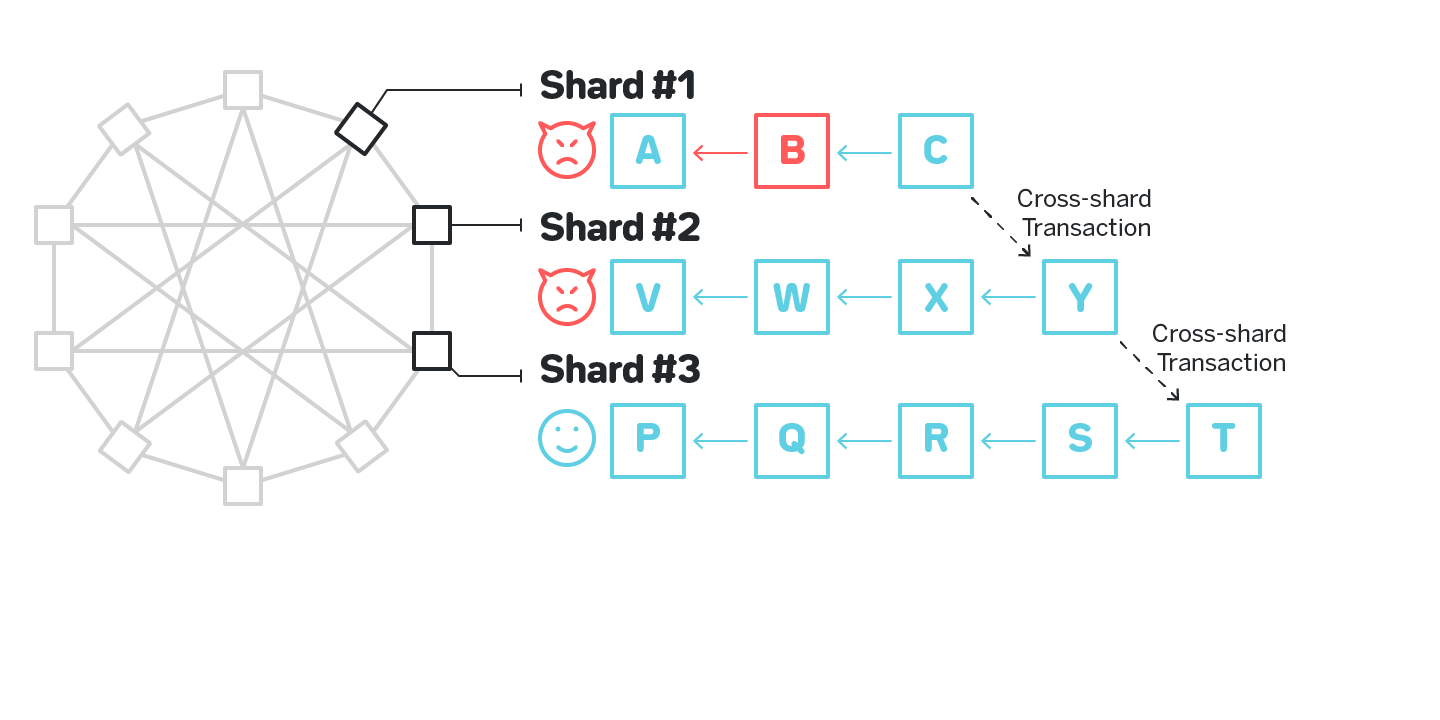 Shard #1
A
B
C
Cross-shard
Transaction
Shard #2
V
W
X
Y
Cross-shard
Transaction
Shard #3
P
Q
R
S
T